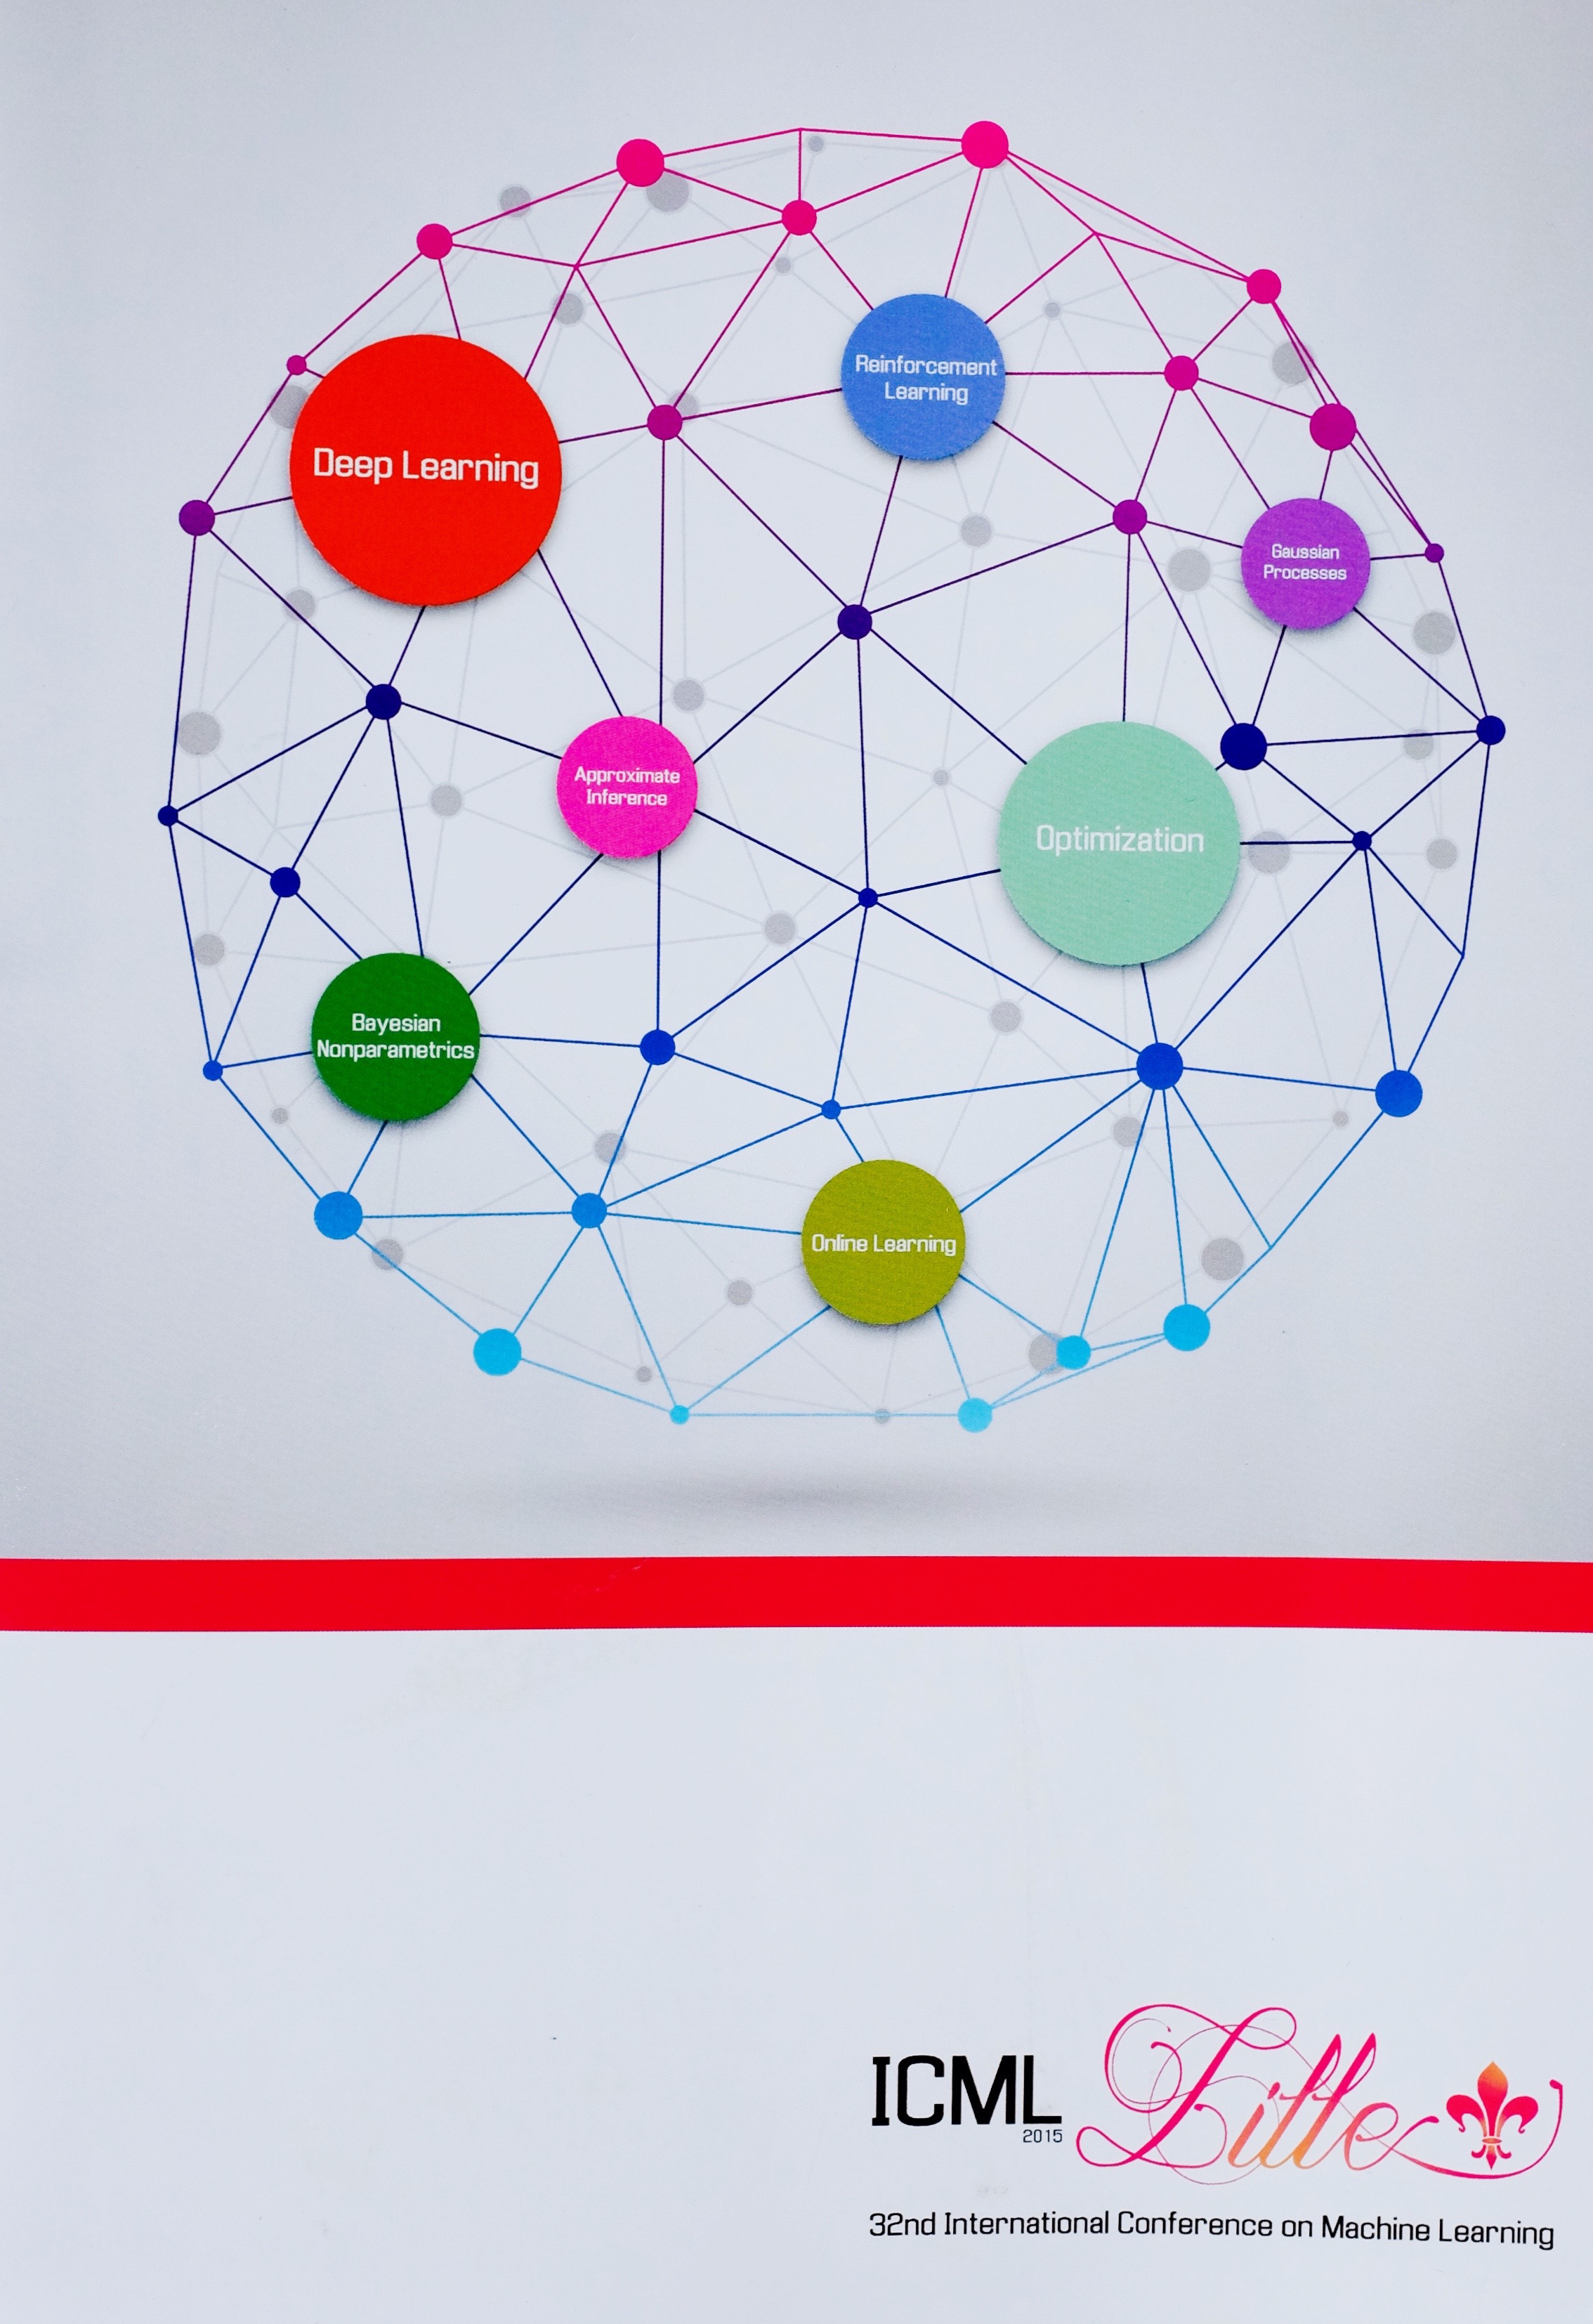 Reinforcement
Learning
Deep Learning
Gaussian
Processes
Approximate
Inference
Optimization
Bayesian
Nonparametrics
Online Learning
ICML
2015
Lille
32nd International Conference on Machine Learning